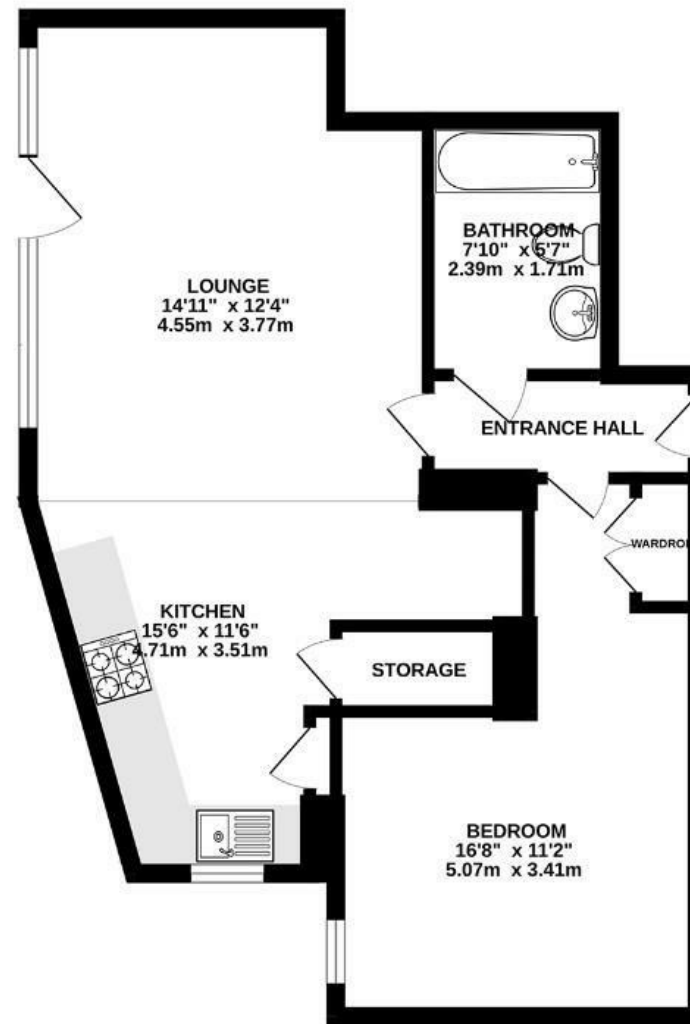 LOUNGE
14'11" x 12'4"
4.55m x 3.77m
BATHROOM
7'10" x 5'7"
2.39m x 1.71m
ENTRANCE HALL
WARDRO
KITCHEN
15'6" x 11'6"
4.71m x 3.51m
STORAGE
BEDROOM
16'8" x 11'2"
5.07m x 3.41m